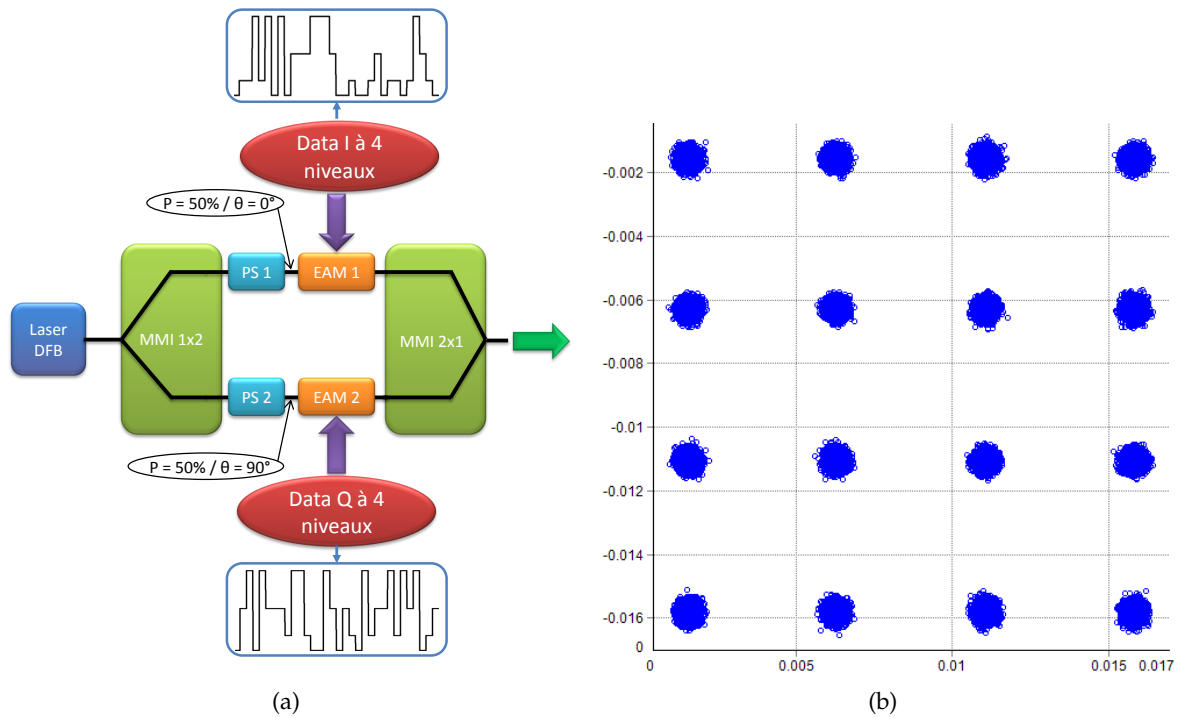 Data I à 4
niveaux
P = 50% / θ = 0°
PS 1
EAM 1
Laser
DFB
MMI 1x2
MMI 2x1
PS 2
EAM 2
P = 50% / θ = 90°
Data Q à 4
niveaux
(a)
-0.002
-0.004
-0.006
-0.008
-0.01
-0.012
-0.014
-0.016
0
0 0.005 0.01 0.015 0.017
(b)